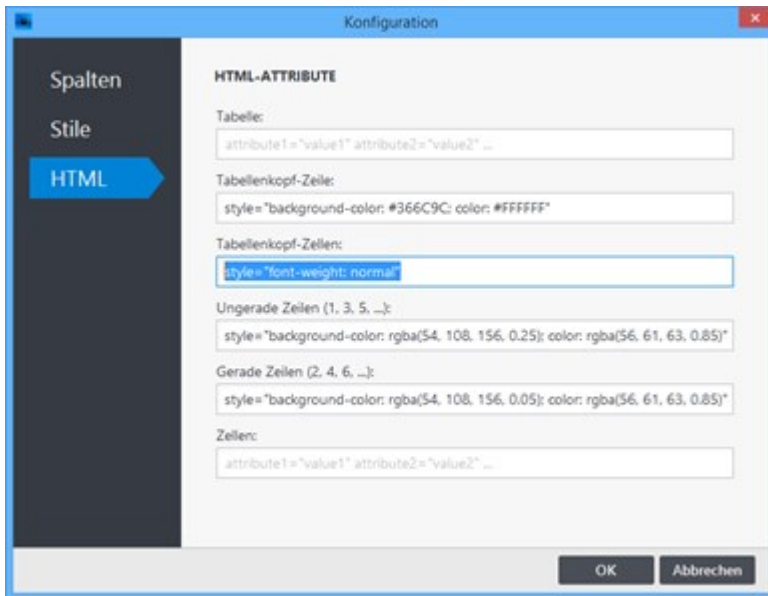 Konfiguration
Spalten
Stile
HTML
HTML-ATTRIBUTE
Tabelle:
attribute1="value1" attribute2="value2" ...
Tabellenkopf-Zeile:
style="background-color: #366C9C; color: #FFFFFF"
Tabellenkopf-Zellen:
style="font-weight: normal"
Ungerade Zeilen (1, 3, 5, ...):
style="background-color: rgba(54, 108, 156, 0.25); color: rgba(56, 61, 63, 0.85)"
Gerade Zeilen (2, 4, 6, ...):
style="background-color: rgba(54, 108, 156, 0.05); color: rgba(56, 61, 63, 0.85)"
Zellen:
attribute1="value1" attribute2="value2" ...
OK
Abbrechen